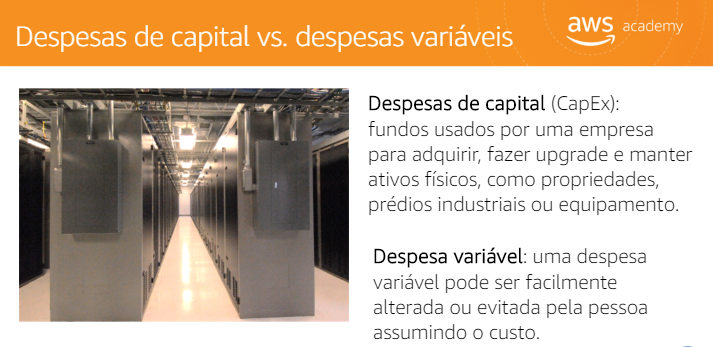 Despesas de capital vs. despesas variáveis
aws academy
Despesas de capital (CapEx):
fundos usados por uma empresa
para adquirir, fazer upgrade e manter
ativos físicos, como propriedades,
prédios industriais ou equipamento.
Despesa variável: uma despesa
variável pode ser facilmente
alterada ou evitada pela pessoa
assumindo o custo.